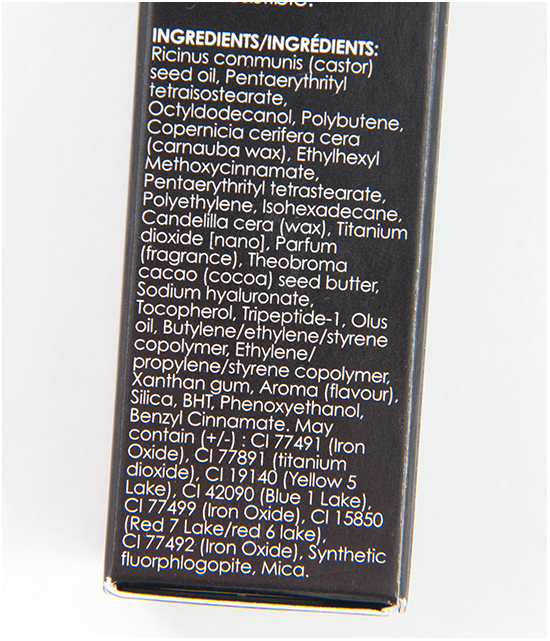 INGREDIENTS/INGRÉDIENTS:
Ricinus communis (castor)
seed oil, Pentaerythrityl
tetraisostearate,
Octyldodecanol, Polybutene,
Copernicia cerifera cera
(carnauba wax), Ethylhexyl
Methoxycinnamate,
Pentaerythrityl tetrastearate,
Polyethylene, Isohexadecane,
Candelilla cera (wax), Titanium
dioxide [nano], Parfum
(fragrance), Theobroma
cacao (cocoa) seed butter,
Sodium hyaluronate,
Tocopherol, Tripeptide-1, Olus
oil, Butylene/ethylene/styrene
copolymer, Ethylene/
propylene/styrene copolymer,
Xanthan gum, Aroma (flavour),
Silica, BHT, Phenoxyethanol,
Benzyl Cinnamate. May
contain (+/-) : CI 77491 (Iron
Oxide), CI 77891 (titanium
dioxide), CI 19140 (Yellow 5
Lake), CI 42090 (Blue 1 Lake),
CI 77499 (Iron Oxide), CI 15850
(Red 7 Lake/red 6 lake),
CI 77492 (Iron Oxide), Synthetic
fluorphlogopite, Mica.